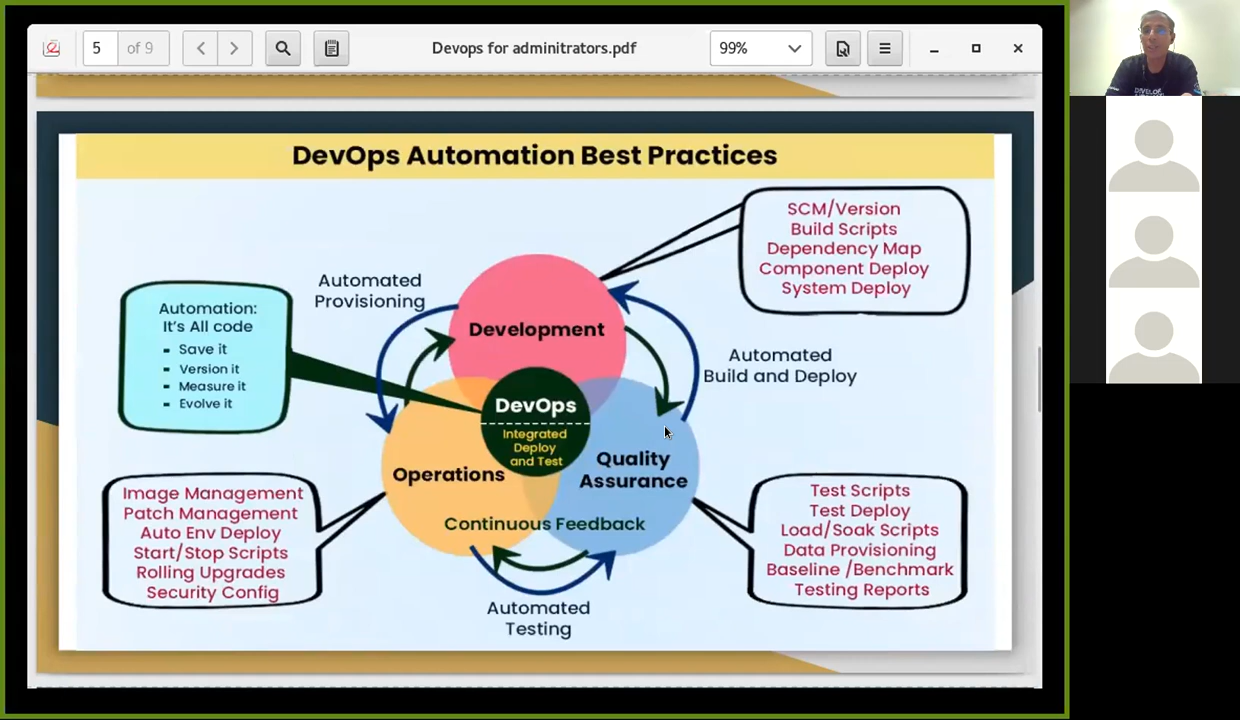 5
of 9
Devops for adminitrators.pdf
99%
DevOps Automation Best Practices
SCM/Version
Build Scripts
Dependency Map
Component Deploy
System Deploy
Automated
Provisioning
Automation:
It's All code
Save it
Version it
Measure it
Evolve it
Development
Automated
Build and Deploy
DevOps
Integrated
Deploy
and Test
Operations
Quality
Assurance
Continuous Feedback
Image Management
Patch Management
Auto Env Deploy
Start/Stop Scripts
Rolling Upgrades
Security Config
Test Scripts
Test Deploy
Load/Soak Scripts
Data Provisioning
Baseline /Benchmark
Testing Reports
Automated
Testing